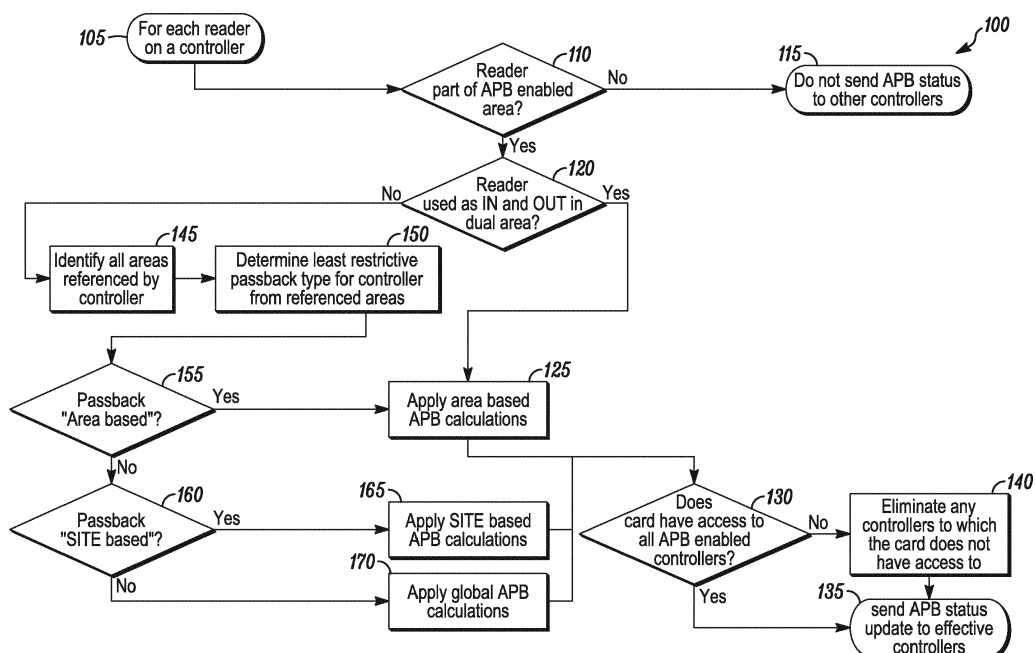 105
For each reader
on a controller
100
110
Reader
part of APB enabled
area?
No
115
Do not send APB status
to other controllers
Yes
120
Reader
used as IN and OUT in
dual area?
No
Yes
145
Identify all areas
referenced by
controller
150
Determine least restrictive
passback type for controller
from referenced areas
155
Passback
"Area based"?
Yes
No
125
Apply area based
APB calculations
160
Passback
"SITE based"?
Yes
No
165
Apply SITE based
APB calculations
170
Apply global APB
calculations
130
Does
card have access to
all APB enabled
controllers?
No
Yes
140
Eliminate any
controllers to which
the card does not
have access to
135
send APB status
update to effective
controllers